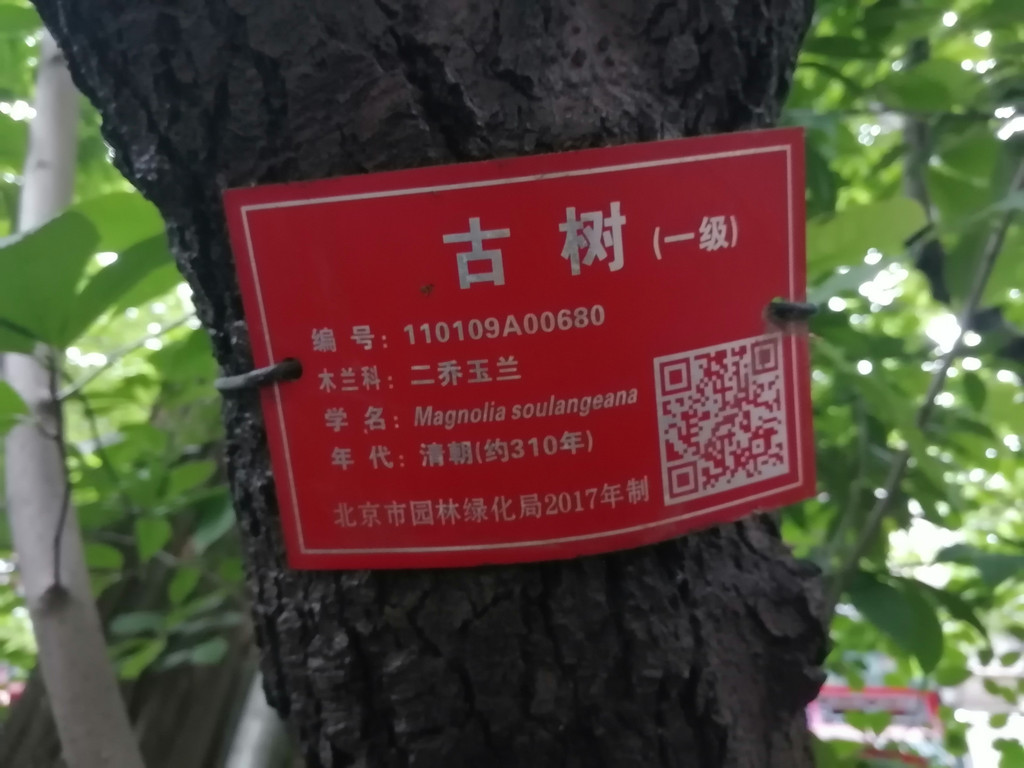 古树(一级)
编号：110109A00680
木兰科：二乔玉兰
学名：Magnolia soulangeana
年代：清朝(约310年)
北京市园林绿化局2017年制